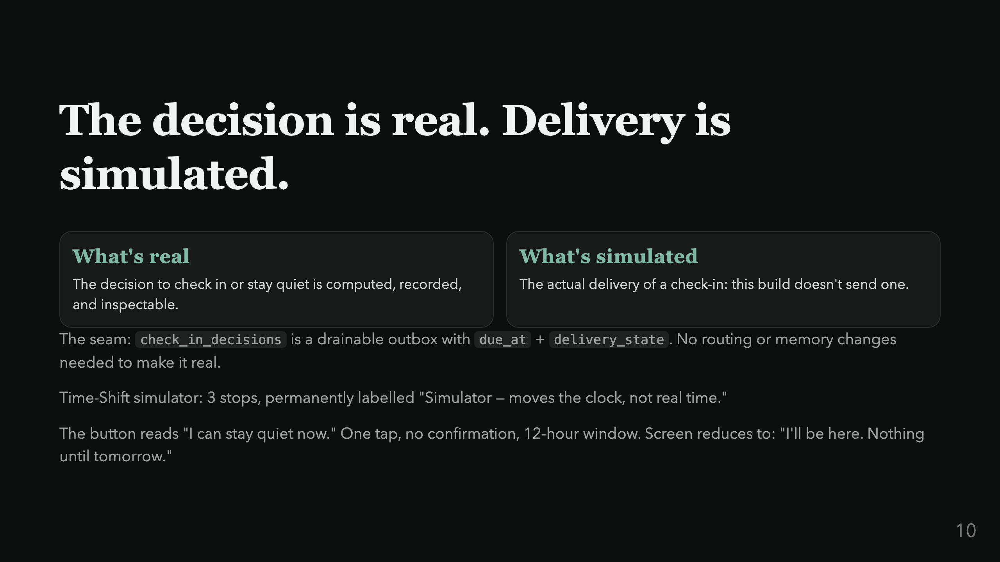 The decision is real. Delivery is
simulated.
What's real
The decision to check in or stay quiet is computed, recorded,
and inspectable.
What's simulated
The actual delivery of a check-in: this build doesn't send one.
The seam: check_in_decisions is a drainable outbox with due_at + delivery_state. No routing or memory changes
needed to make it real.
Time-Shift simulator: 3 stops, permanently labelled "Simulator – moves the clock, not real time."
The button reads "I can stay quiet now." One tap, no confirmation, 12-hour window. Screen reduces to: "I'll be here. Nothing
until tomorrow."
10